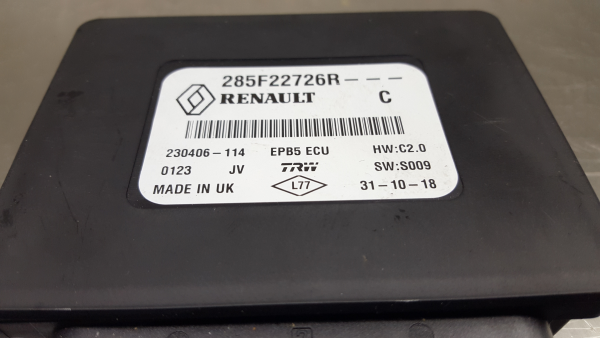 285F22726R---
RENAULT C
230406-114 EPB5 ECU HW:C2.0
0123 JV TRW SW:S009
MADE IN UK L77 31-10-18